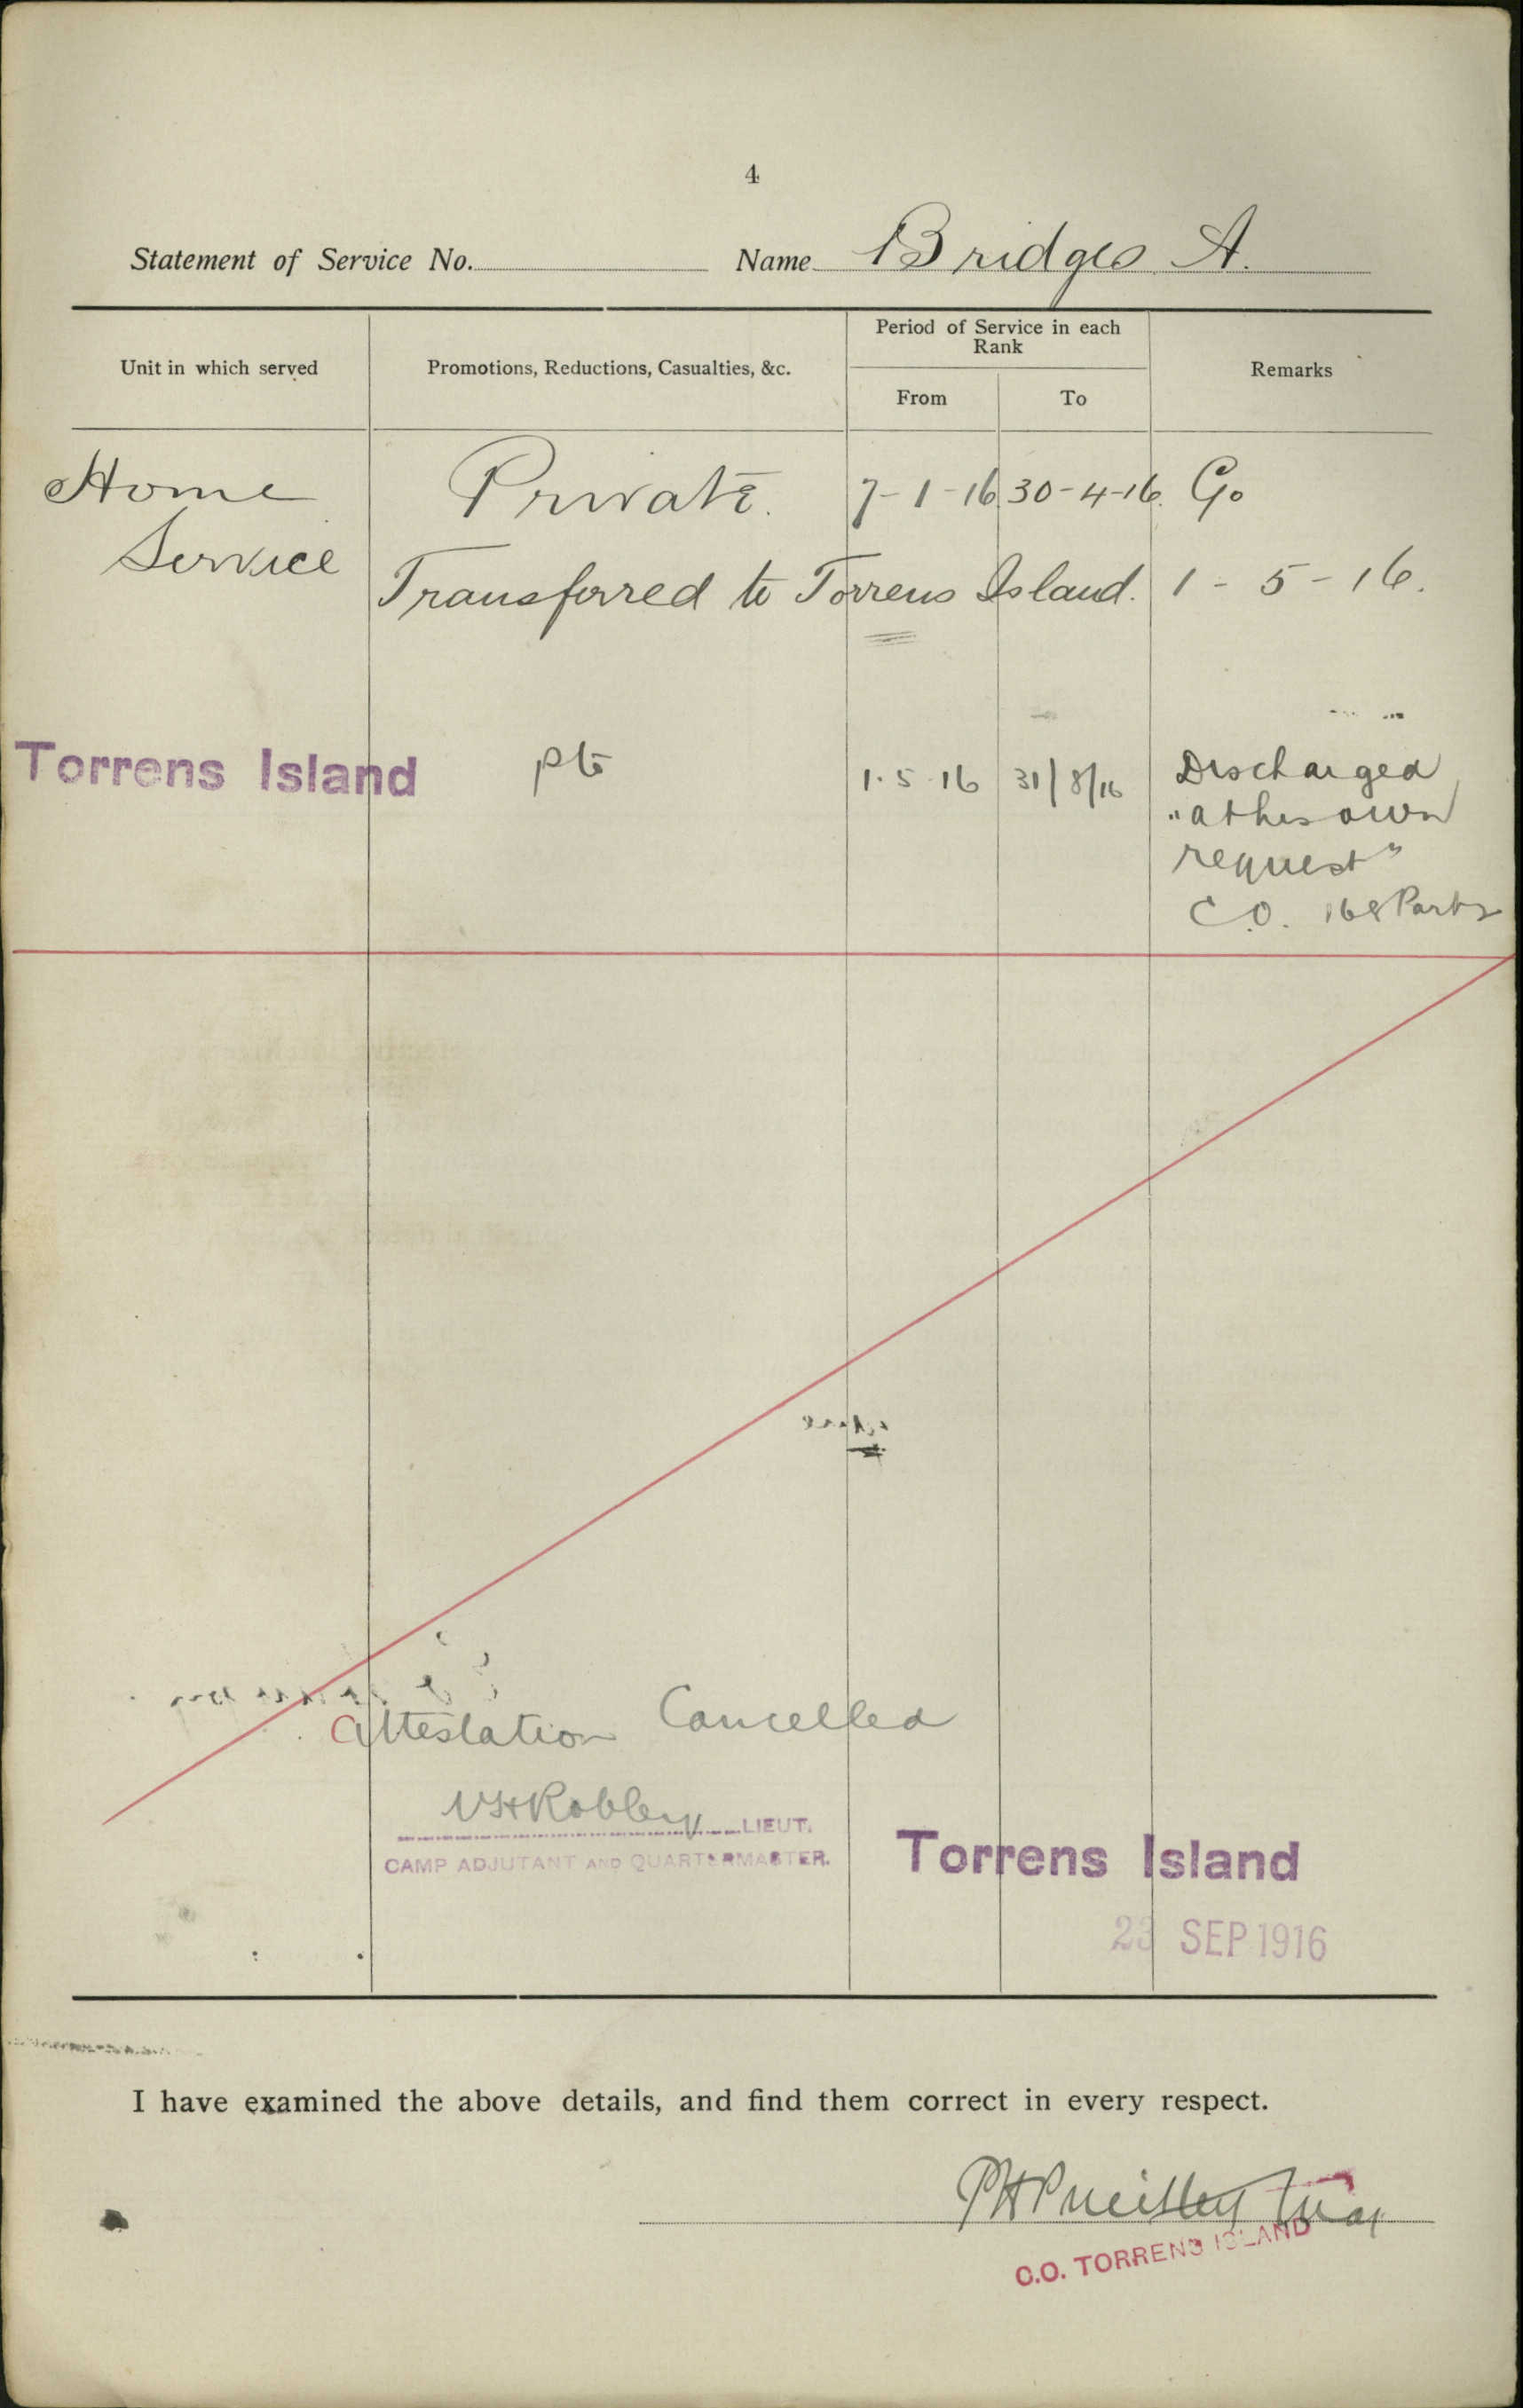 4
Statement of Service No. Name Bridges A.
Unit in which served
Promotions, Reductions, Casualties, &c.
Period of Service in each
Rank
From
To
Remarks
Home Private. 7-1-16 30-4-16. Go
Service
Transferred to Torrens Island. 1-5-16.
Torrens Island pte 1.5.16 31/8/16 Discharged
"at his own
request"
C.O. 168 Part 2
Attestation Cancelled
LIEUT.
CAMP ADJUTANT AND QUARTERMASTER.
Torrens Island
23 SEP 1916
I have examined the above details, and find them correct in every respect.
Maj
C.O. TORRENS ISLAND